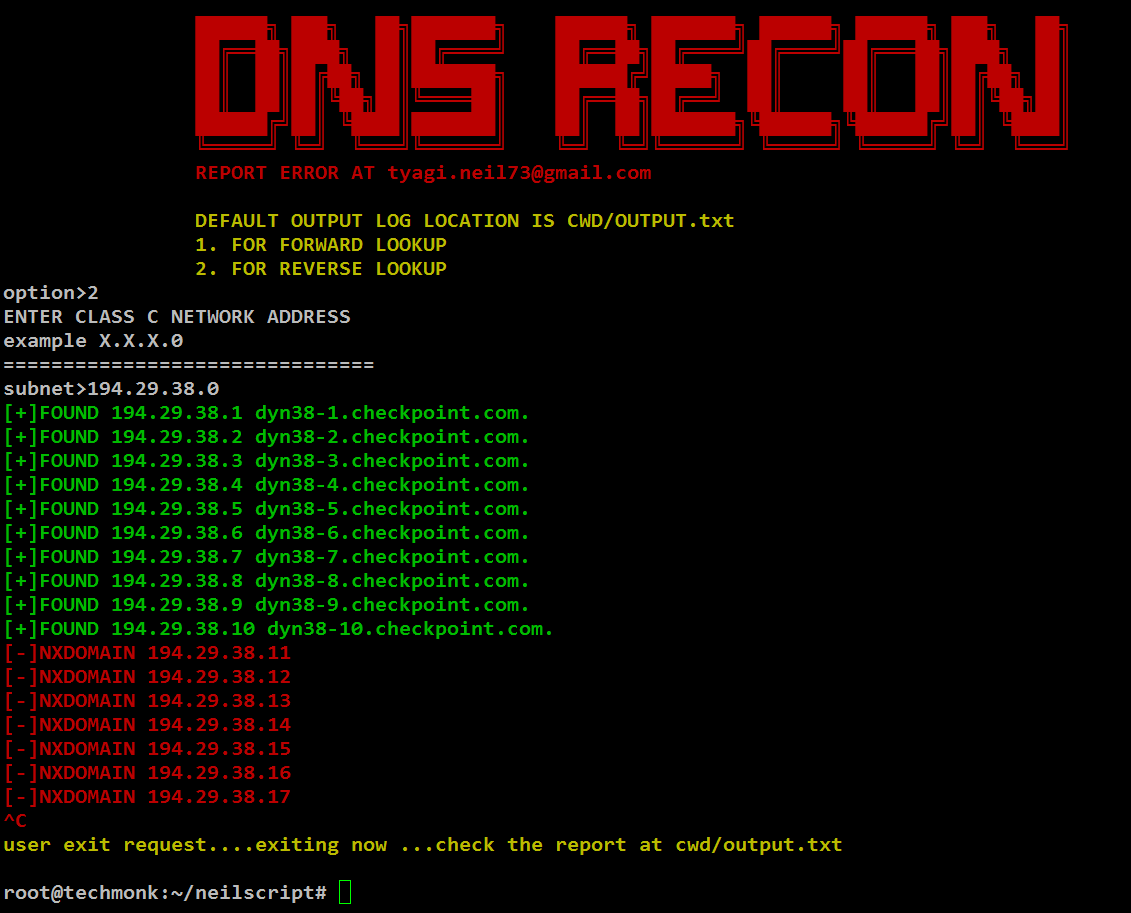 DNS RECON
REPORT ERROR AT tyagi.neil73@gmail.com
DEFAULT OUTPUT LOG LOCATION IS CWD/OUTPUT.txt
1. FOR FORWARD LOOKUP
2. FOR REVERSE LOOKUP
option>2
ENTER CLASS C NETWORK ADDRESS
example X.X.X.0
===============================
subnet>194.29.38.0
[+]FOUND 194.29.38.1 dyn38-1.checkpoint.com.
[+]FOUND 194.29.38.2 dyn38-2.checkpoint.com.
[+]FOUND 194.29.38.3 dyn38-3.checkpoint.com.
[+]FOUND 194.29.38.4 dyn38-4.checkpoint.com.
[+]FOUND 194.29.38.5 dyn38-5.checkpoint.com.
[+]FOUND 194.29.38.6 dyn38-6.checkpoint.com.
[+]FOUND 194.29.38.7 dyn38-7.checkpoint.com.
[+]FOUND 194.29.38.8 dyn38-8.checkpoint.com.
[+]FOUND 194.29.38.9 dyn38-9.checkpoint.com.
[+]FOUND 194.29.38.10 dyn38-10.checkpoint.com.
[-]NXDOMAIN 194.29.38.11
[-]NXDOMAIN 194.29.38.12
[-]NXDOMAIN 194.29.38.13
[-]NXDOMAIN 194.29.38.14
[-]NXDOMAIN 194.29.38.15
[-]NXDOMAIN 194.29.38.16
[-]NXDOMAIN 194.29.38.17
^C
user exit request....exiting now ...check the report at cwd/output.txt
root@techmonk:~/neilscript#